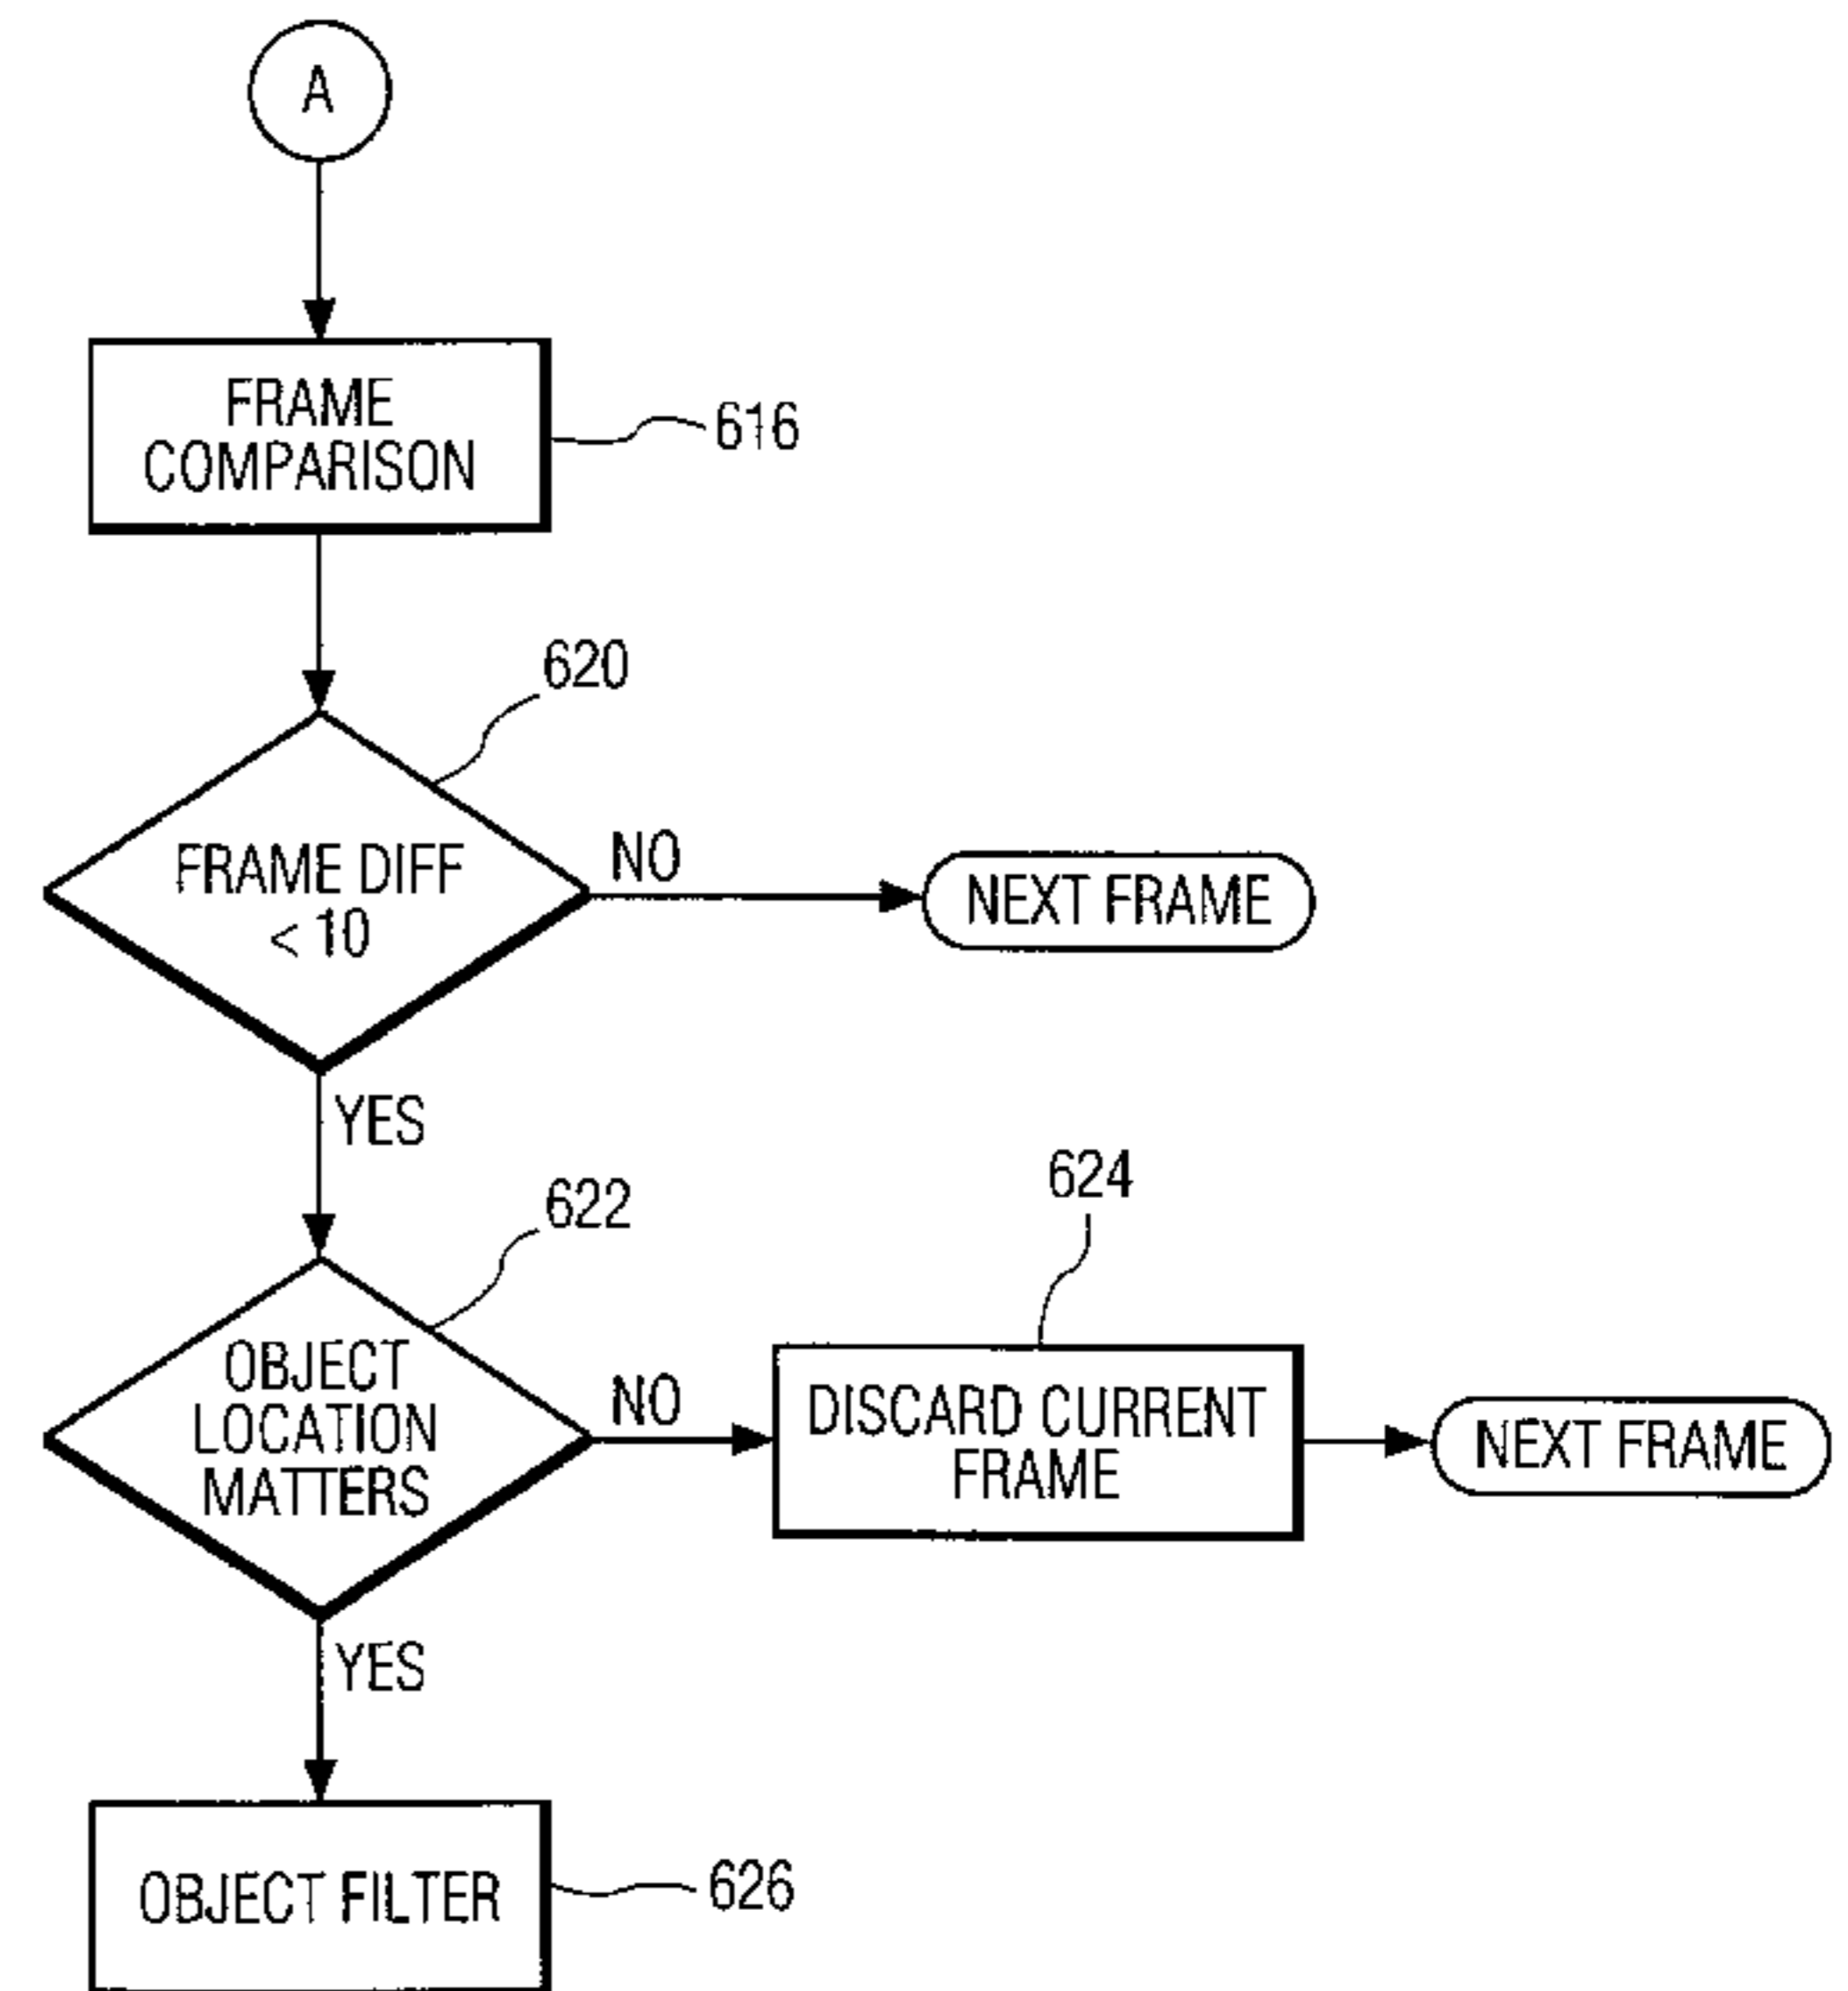 A
FRAME
COMPARISON
616
620
FRAME DIFF
< 10
NO
NEXT FRAME
YES
622
624
OBJECT
LOCATION
MATTERS
NO
DISCARD CURRENT
FRAME
NEXT FRAME
YES
OBJECT FILTER
626